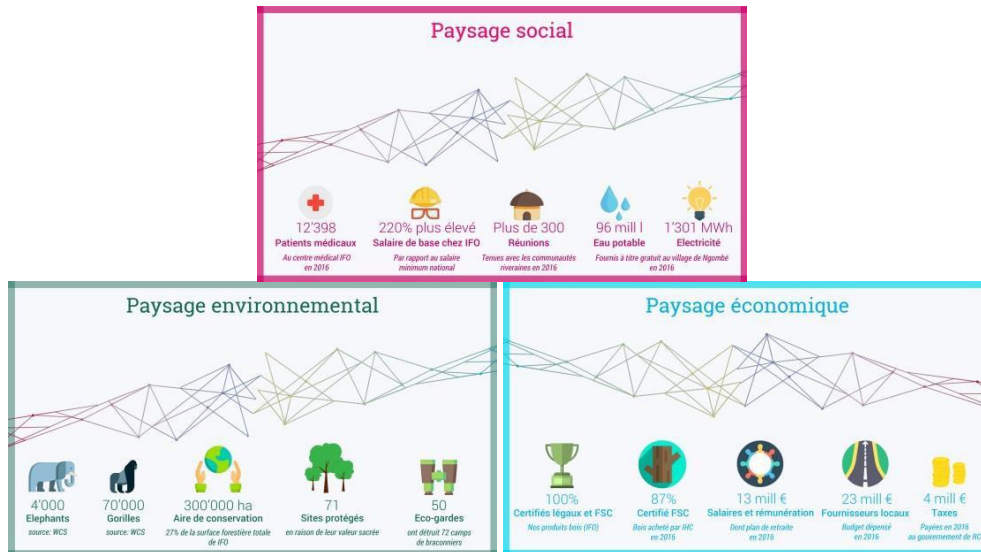 Paysage social
12'398
Patients médicaux
Au centre médical IFO
en 2016
220% plus élevé
Salaire de base chez IFO
Par rapport au salaire
minimum national
Plus de 300
Réunions
Tenues avec les communautés
riveraines en 2016
96 mill l
Eau potable
1'301 MWh
Electricité
Fournis à titre gratuit au village de Ngombé
en 2016
Paysage environnemental
4'000
Elephants
source: WCS
70'000
Gorilles
source: WCS
300'000 ha
Aire de conservation
27% de la surface forestière totale
de IFO
71
Sites protégés
en raison de leur valeur sacrée
50
Eco-gardes
ont détruit 72 camps
de braconniers
Paysage économique
100%
Certifiés légaux et FSC
Nos produits bois (IFO)
87%
Certifié FSC
Bois acheté par IHC
en 2016
13 mill €
Salaires et rémunération
Dont plan de retraite
en 2016
23 mill €
Fournisseurs locaux
Budget dépensé
en 2016
4 mill €
Taxes
Payées en 2016
au gouvernement de RC